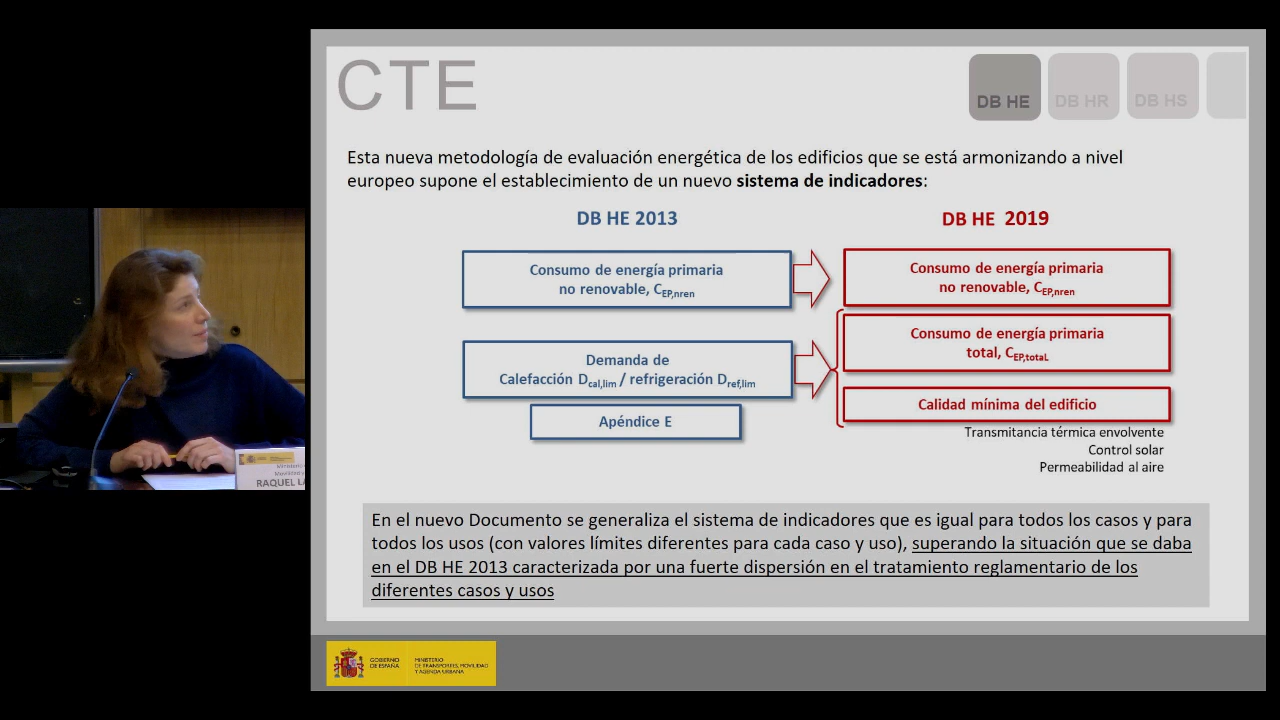 CTE
DB HE
DB HR
DB HS
Esta nueva metodología de evaluación energética de los edificios que se está armonizando a nivel
europeo supone el establecimiento de un nuevo sistema de indicadores:
DB HE 2013
DB HE 2019
Consumo de energía primaria
no renovable, CEP,nren
Consumo de energía primaria
no renovable, CEP,nren
Consumo de energía primaria
total, CEP,total
Demanda de
Calefacción Dcal,lim / refrigeración Dref,lim
Calidad mínima del edificio
Apéndice E
Transmitancia térmica envolvente
Control solar
Permeabilidad al aire
En el nuevo Documento se generaliza el sistema de indicadores que es igual para todos los casos y para
todos los usos (con valores límites diferentes para cada caso y uso), superando la situación que se daba
en el DB HE 2013 caracterizada por una fuerte dispersión en el tratamiento reglamentario de los
diferentes casos y usos
GOBIERNO
DE ESPAÑA
MINISTERIO
DE TRANSPORTES, MOVILIDAD
Y AGENDA URBANA
Ministerio
Movilidad y
RAQUEL